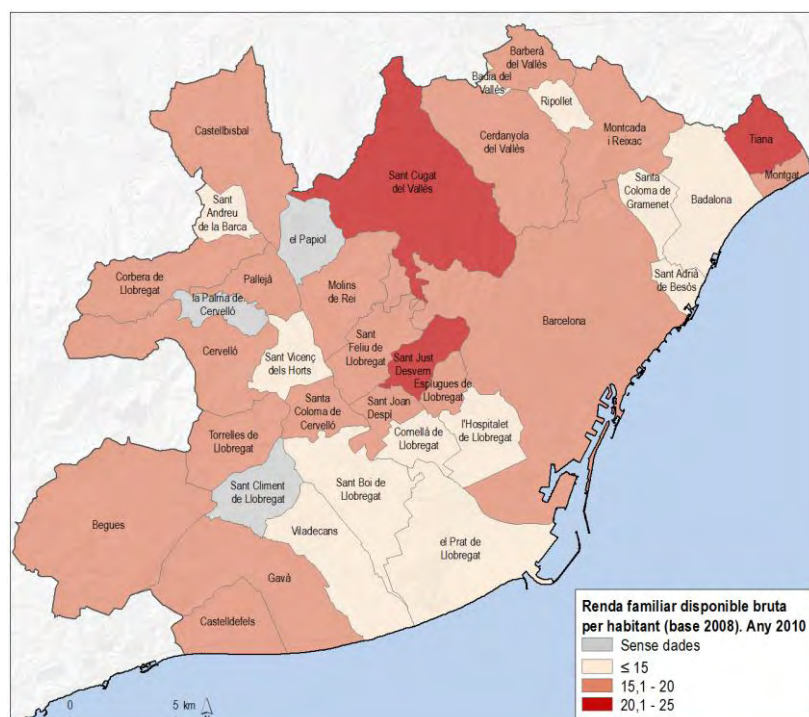 Barberà
del Vallès
Badia del
Vallès
Ripollet
Castellbisbal
Cerdanyola
del Vallès
Montcada
i Reixac
Tiana
Montgat
Sant Cugat
del Vallès
Santa
Coloma de
Gramenet
Badalona
Sant
Andreu
de la Barca
el Papiol
Sant Adrià
de Besòs
Corbera de
Llobregat
Pallejà
Molins
de Rei
la Palma de
Cervelló
Barcelona
Cervelló
Sant Vicenç
dels Horts
Sant
Feliu de
Llobregat
Sant Just
Desvern
Esplugues de
Llobregat
Santa
Coloma de
Cervelló
Sant Joan
Despí
Cornellà de
Llobregat
l'Hospitalet
de Llobregat
Torrelles de
Llobregat
Sant Climent
de Llobregat
Sant Boi de
Llobregat
Begues
Viladecans
el Prat de
Llobregat
Gavà
Castelldefels
Renda familiar disponible bruta
per habitant (base 2008). Any 2010
Sense dades
≤ 15
15,1 - 20
20,1 - 25
0 5 km